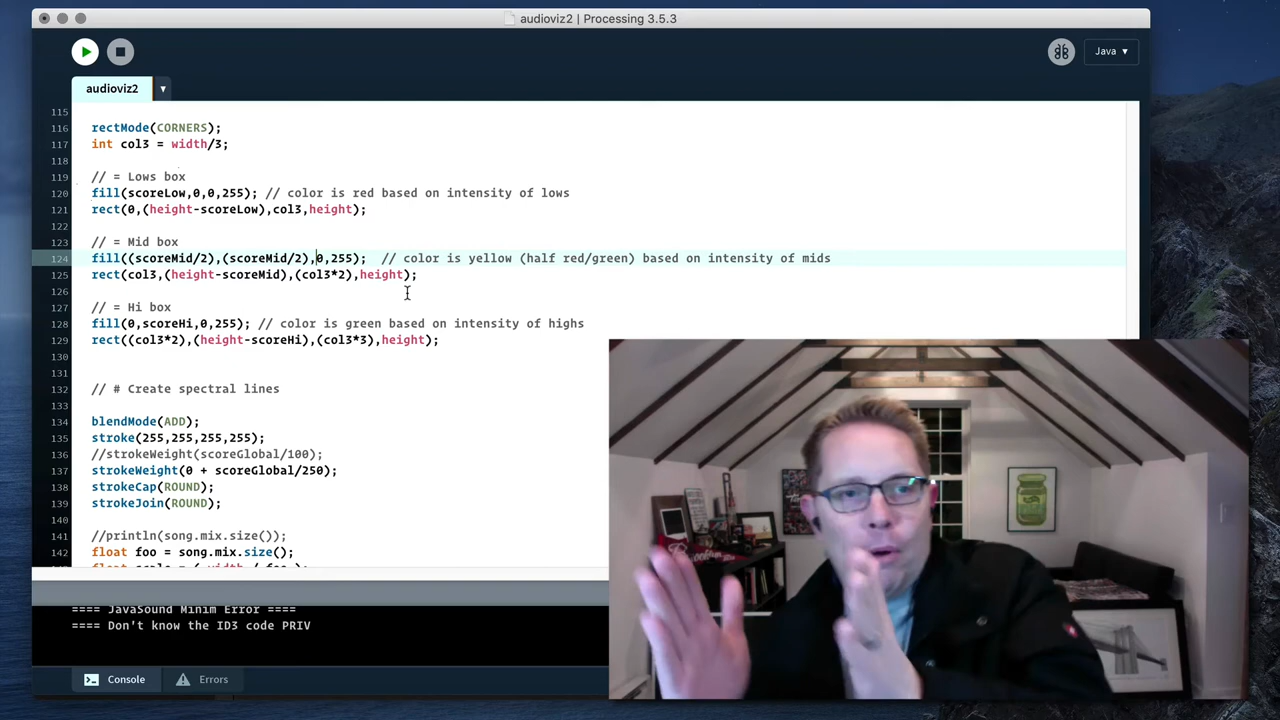 audioviz2 | Processing 3.5.3
Java ▾
audioviz2 ▾
115
116 rectMode(CORNERS);
117 int col3 = width/3;
118
119 // = Lows box
120 fill(scoreLow,0,0,255); // color is red based on intensity of lows
121 rect(0,(height-scoreLow),col3,height);
122
123 // = Mid box
124 fill((scoreMid/2),(scoreMid/2),0,255); // color is yellow (half red/green) based on intensity of mids
125 rect(col3,(height-scoreMid),(col3*2),height);
126
127 // = Hi box
128 fill(0,scoreHi,0,255); // color is green based on intensity of highs
129 rect((col3*2),(height-scoreHi),(col3*3),height);
130
131
132 // # Create spectral lines
133
134 blendMode(ADD);
135 stroke(255,255,255,255);
136 //strokeWeight(scoreGlobal/100);
137 strokeWeight(0 + scoreGlobal/250);
138 strokeCap(ROUND);
139 strokeJoin(ROUND);
140
141 //println(song.mix.size());
142 float foo = song.mix.size();
==== JavaSound Minim Error ====
==== Don't know the ID3 code PRIV
Console
Errors